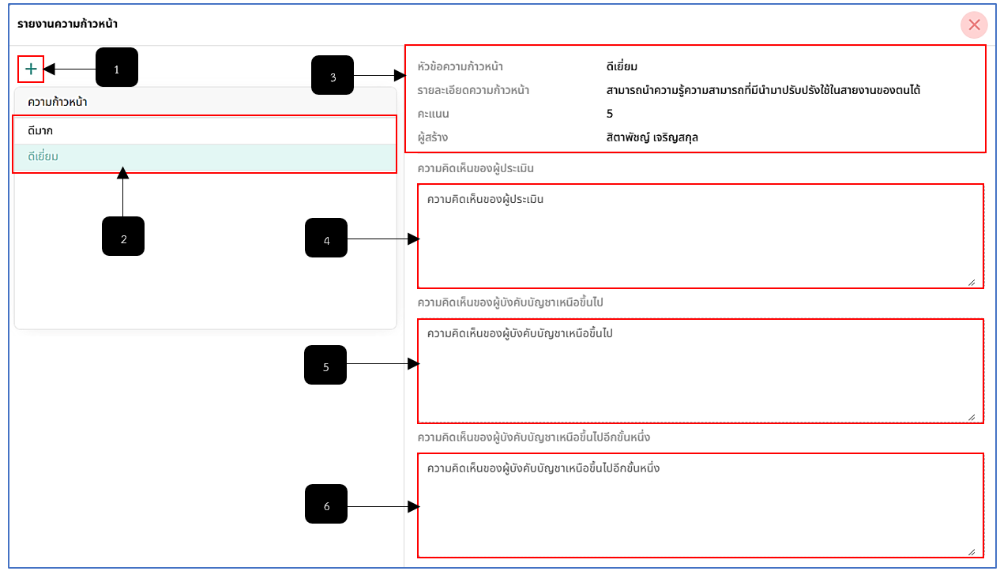 รายงานความก้าวหน้า
1
3
ความก้าวหน้า
ดีมาก
ดีเยี่ยม
2
หัวข้อความก้าวหน้า ดีเยี่ยม
รายละเอียดความก้าวหน้า สามารถนำความรู้ความสามารถที่มีนำมาปรับปรังใช้ในสายงานของตนได้
คะแนน 5
ผู้สร้าง สิตาพัชญ์ เจริญสกุล
ความคิดเห็นของผู้ประเมิน
ความคิดเห็นของผู้ประเมิน
4
ความคิดเห็นของผู้บังคับบัญชาเหนือขึ้นไป
ความคิดเห็นของผู้บังคับบัญชาเหนือขึ้นไป
5
ความคิดเห็นของผู้บังคับบัญชาเหนือขึ้นไปอีกขั้นหนึ่ง
ความคิดเห็นของผู้บังคับบัญชาเหนือขึ้นไปอีกขั้นหนึ่ง
6